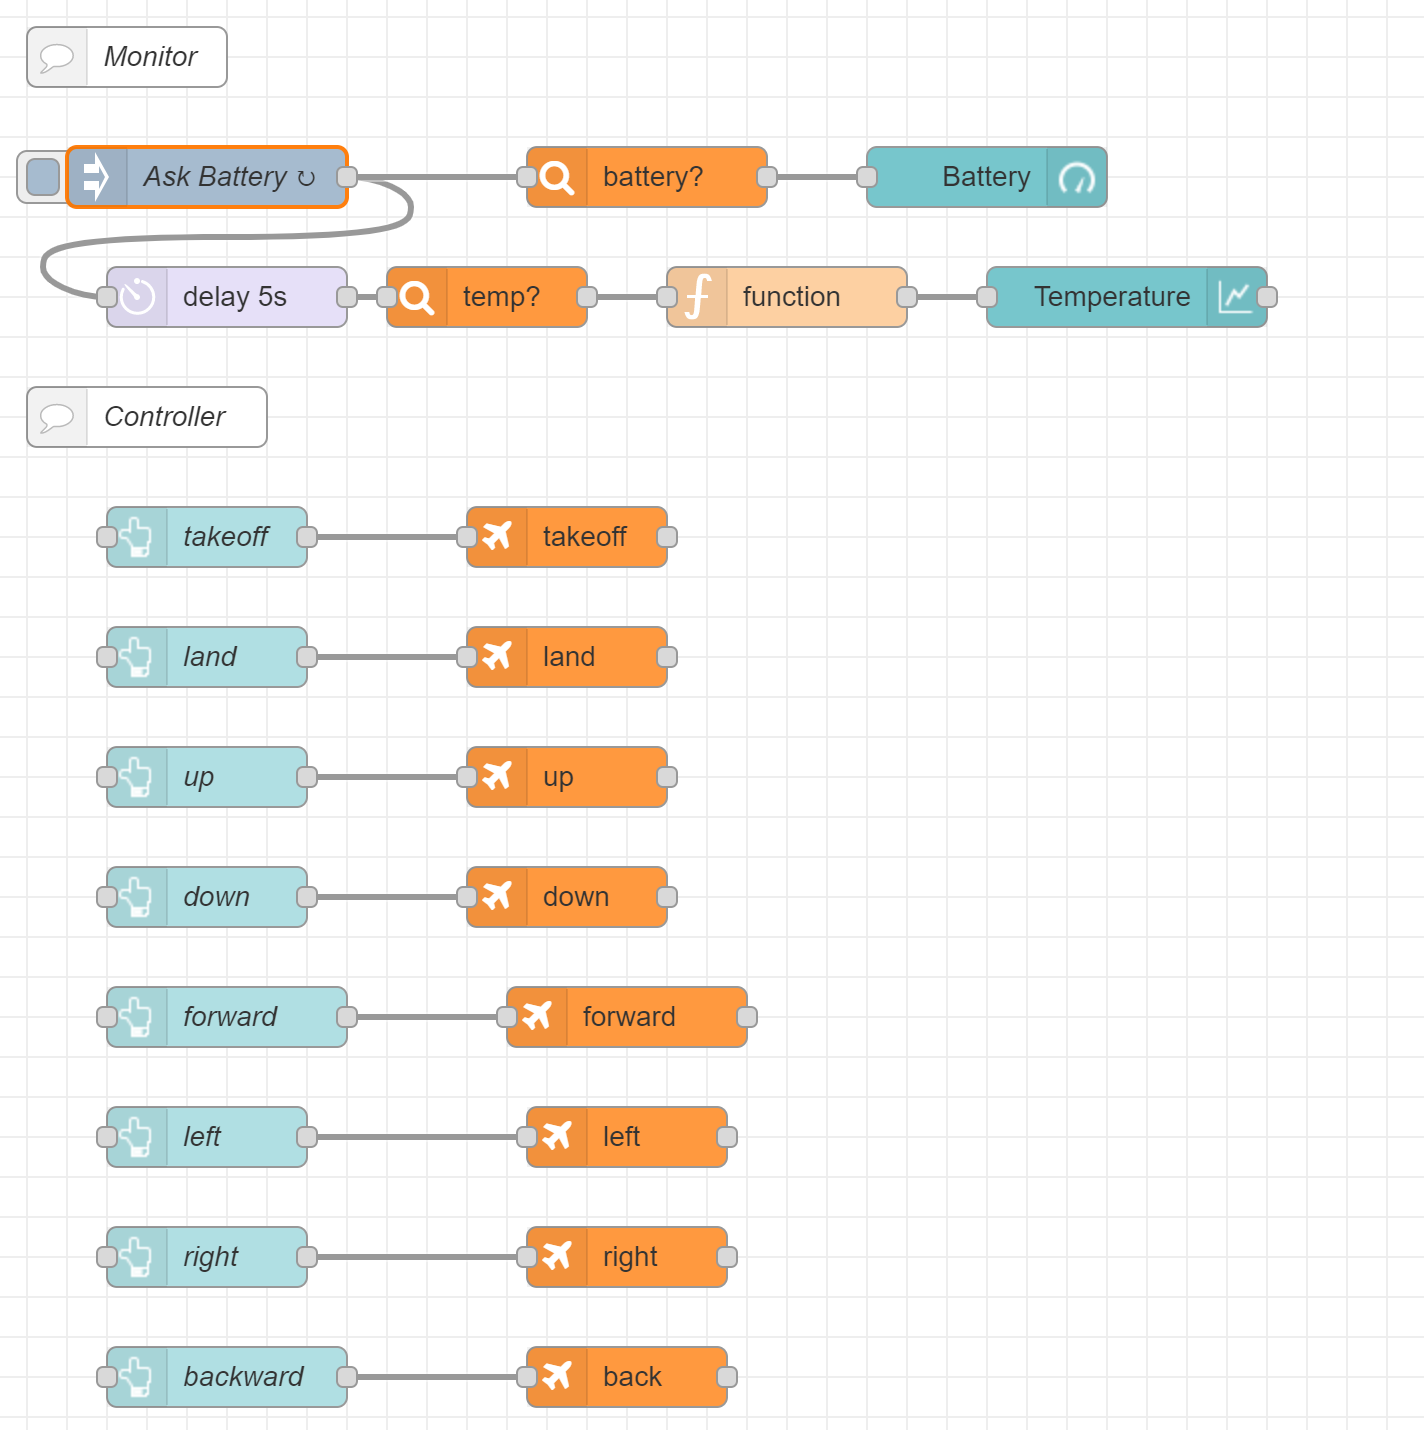 Monitor
Ask Battery ↻
battery?
Battery
delay 5s
temp?
function
Temperature
Controller
takeoff
takeoff
land
land
up
up
down
down
forward
forward
left
left
right
right
backward
back